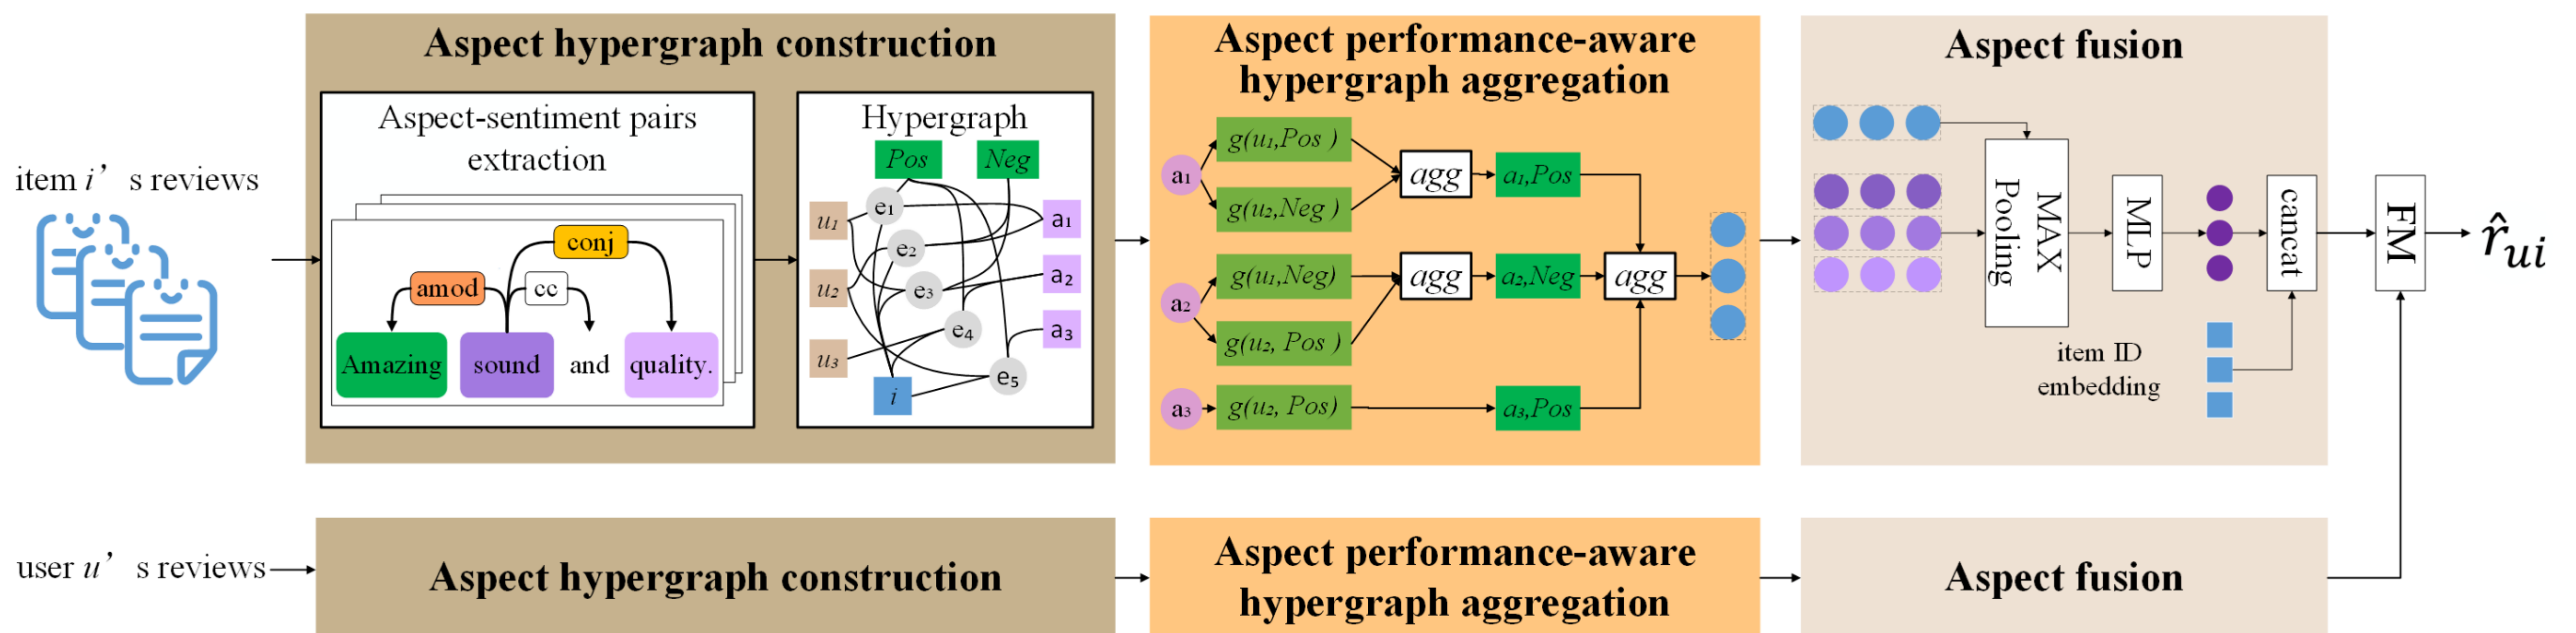 Aspect hypergraph construction
Aspect performance-aware
hypergraph aggregation
Aspect fusion
item i’s reviews
Aspect-sentiment pairs
extraction
conj
amod
cc
Amazing
sound
and
quality.
Hypergraph
Pos
Neg
u₁
u₂
u₃
e₁
e₂
e₃
e₄
e₅
a₁
a₂
a₃
i
a₁
g(u₁,Pos )
g(u₂,Neg )
agg
a₁,Pos
a₂
g(u₁,Neg)
g(u₂, Pos )
agg
a₂,Neg
agg
a₃
g(u₂, Pos)
a₃,Pos
MAX
Pooling
MLP
cancat
item ID
embedding
FM
r̂ui
user u’s reviews
Aspect hypergraph construction
Aspect performance-aware
hypergraph aggregation
Aspect fusion